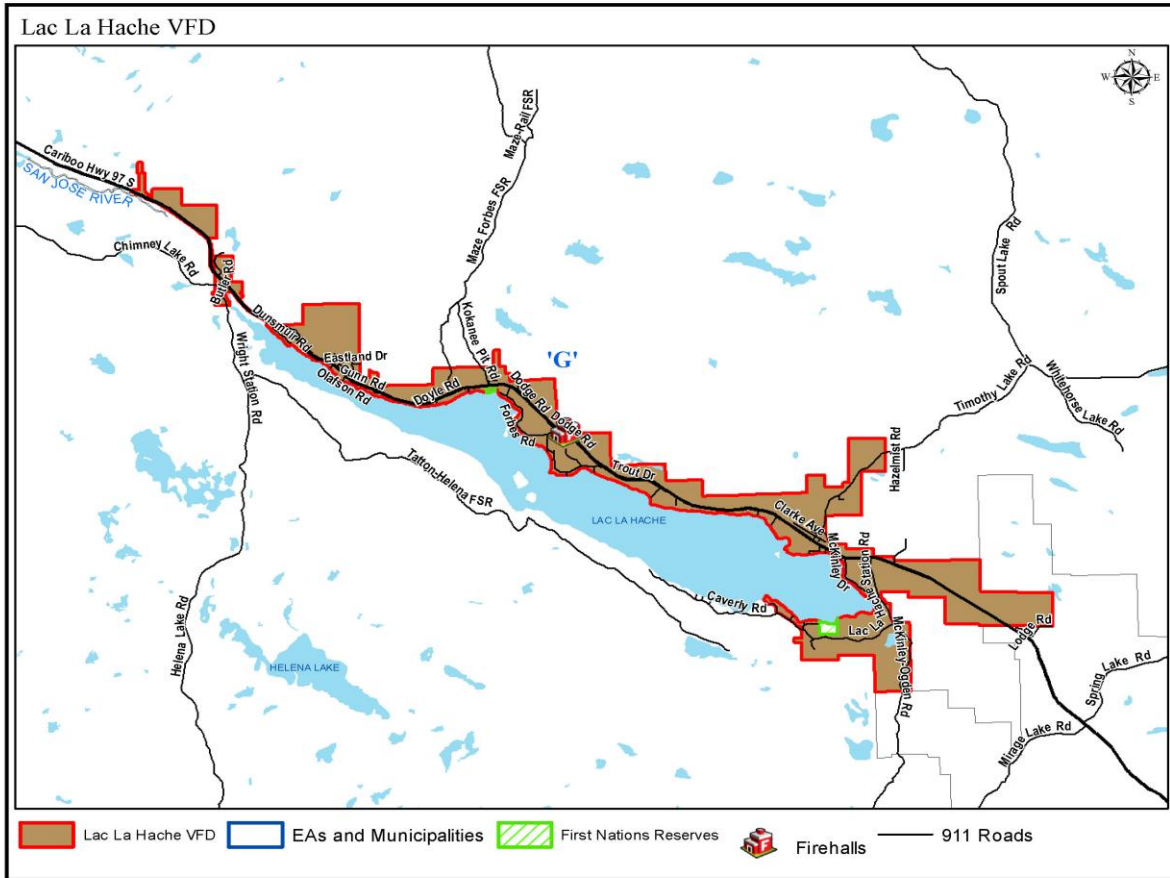 Lac La Hache VFD
N
W E
S
Cariboo Hwy 97 S
SAN JOSE RIVER
Chimney Lake Rd
Butler Rd
Wright Station Rd
Dunsmuir Rd
Eastland Dr
Gunn Rd
Olafson Rd
Doyle Rd
Kokanee Pit Rd
Maze Forbes FSR
Maze-Rail FSR
'G'
Dodge Rd
Dodge Rd
Forbes Rd
Trout Dr
Tatton-Helena FSR
LAC LA HACHE
Clarke Ave
McKinley Dr
Lac La Hache Station Rd
Hazelmist Rd
Timothy Lake Rd
Spout Lake Rd
Whitehorse Lake Rd
Caverly Rd
McKinley-Ogden Rd
Lodge Rd
Spring Lake Rd
Mirage Lake Rd
Helena Lake Rd
HELENA LAKE
Lac La Hache VFD
EAs and Municipalities
First Nations Reserves
Firehalls
911 Roads